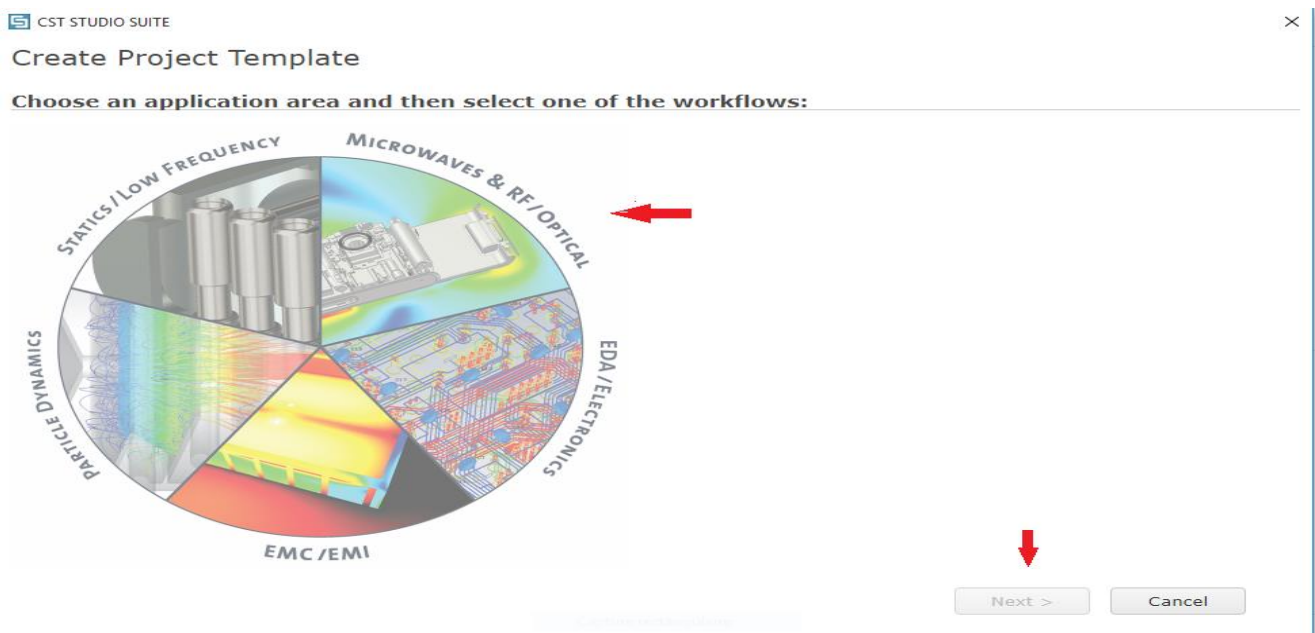 CST STUDIO SUITE
Create Project Template
Choose an application area and then select one of the workflows:
STATICS / LOW FREQUENCY
MICROWAVES & RF / OPTICAL
PARTICLE DYNAMICS
EDA / ELECTRONICS
EMC / EMI
Next >
Cancel